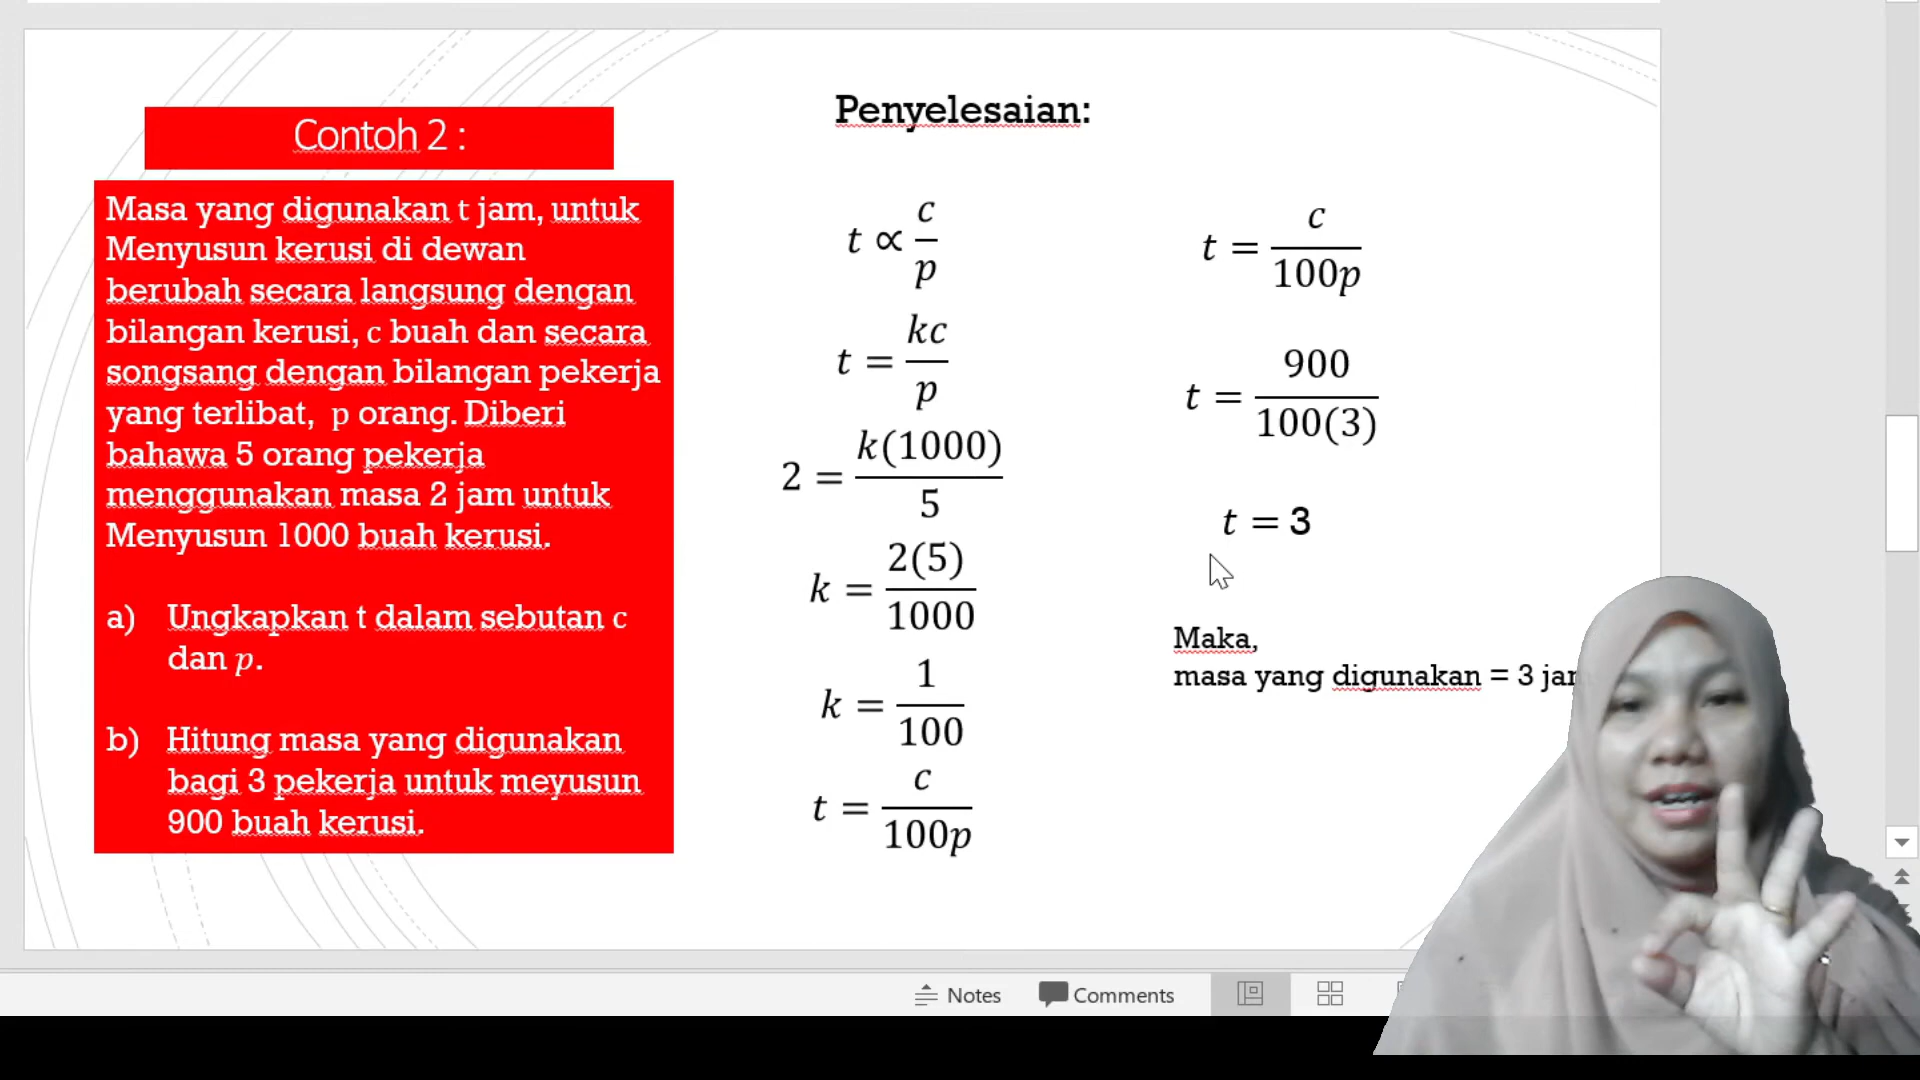 Contoh 2 :
Masa yang digunakan t jam, untuk
Menyusun kerusi di dewan
berubah secara langsung dengan
bilangan kerusi, c buah dan secara
songsang dengan bilangan pekerja
yang terlibat, p orang. Diberi
bahawa 5 orang pekerja
menggunakan masa 2 jam untuk
Menyusun 1000 buah kerusi.
a) Ungkapkan t dalam sebutan c
dan p.
b) Hitung masa yang digunakan
bagi 3 pekerja untuk meyusun
900 buah kerusi.
Penyelesaian:
t ∝ c/p
t = kc/p
2 = k(1000)/5
k = 2(5)/1000
k = 1/100
t = c/100p
t = c/100p
t = 900/100(3)
t = 3
Maka,
masa yang digunakan = 3
Notes
Comments